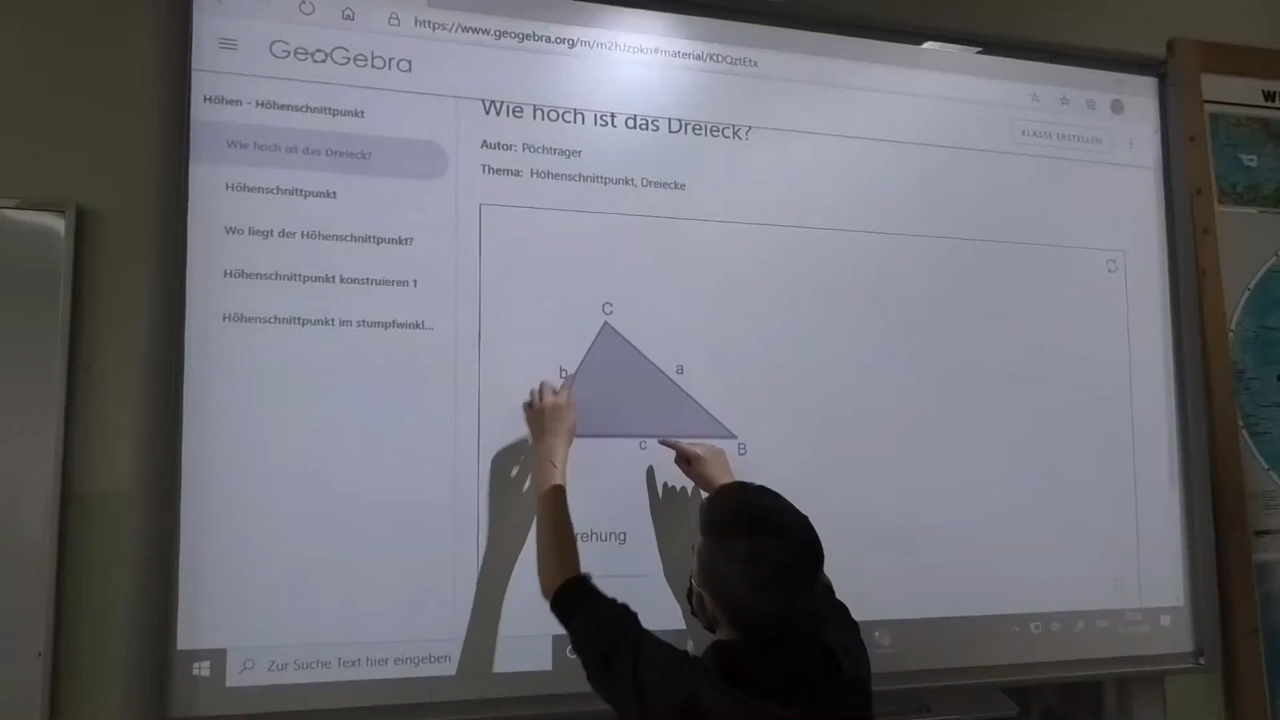 https://www.geogebra.org/m/m2hJzpkn#material/KDQztEbx
GeoGebra
Höhen - Höhenschnittpunkt
Wie hoch ist das Dreieck?
Höhenschnittpunkt
Wo liegt der Höhenschnittpunkt?
Höhenschnittpunkt konstruieren 1
Höhenschnittpunkt im stumpfwinkl...
Wie hoch ist das Dreieck?
KLASSE ERSTELLEN
Autor: Pöchtrager
Thema: Höhenschnittpunkt, Dreiecke
C
b
a
c
B
rehung
Zur Suche Text hier eingeben